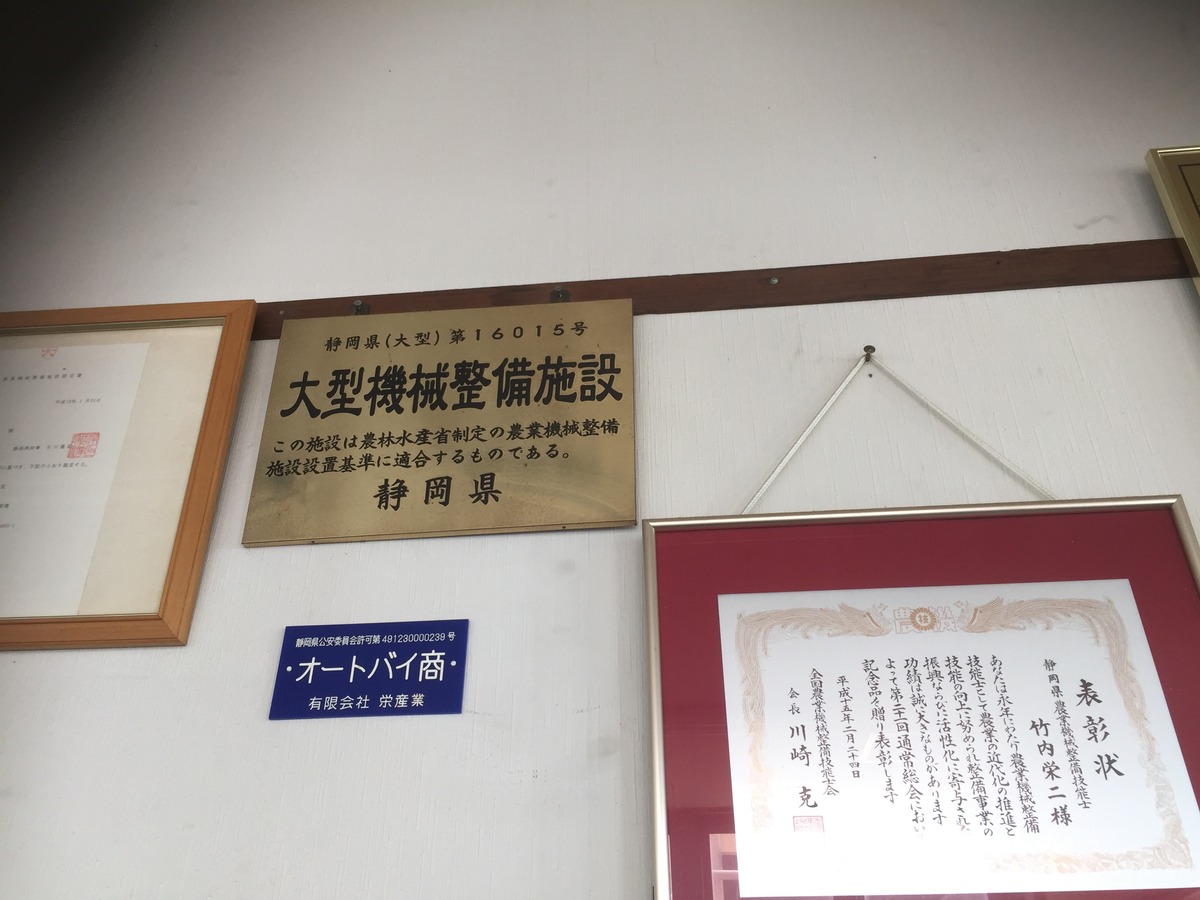 静岡県(大型)第16015号
大型機械整備施設
この施設は農林水産省制定の農業機械整備
施設設置基準に適合するものである。
静岡県
静岡県公安委員会許可第491230000239号
・オートバイ商・
有限会社 栄産業
表彰状
静岡県 農業機械整備技能士
竹内栄二様
あなたは永年にわたり農業機械整備
技能士として農業の近代化の推進と
技能の向上に努められ整備事業の
振興ならびに活性化に寄与された
功績は誠に大きなものがあります
よって第二十一回通常総会におい
記念品を贈り表彰します
平成十五年二月二十四日
全国農業機械整備技能士会
会長 川崎 克